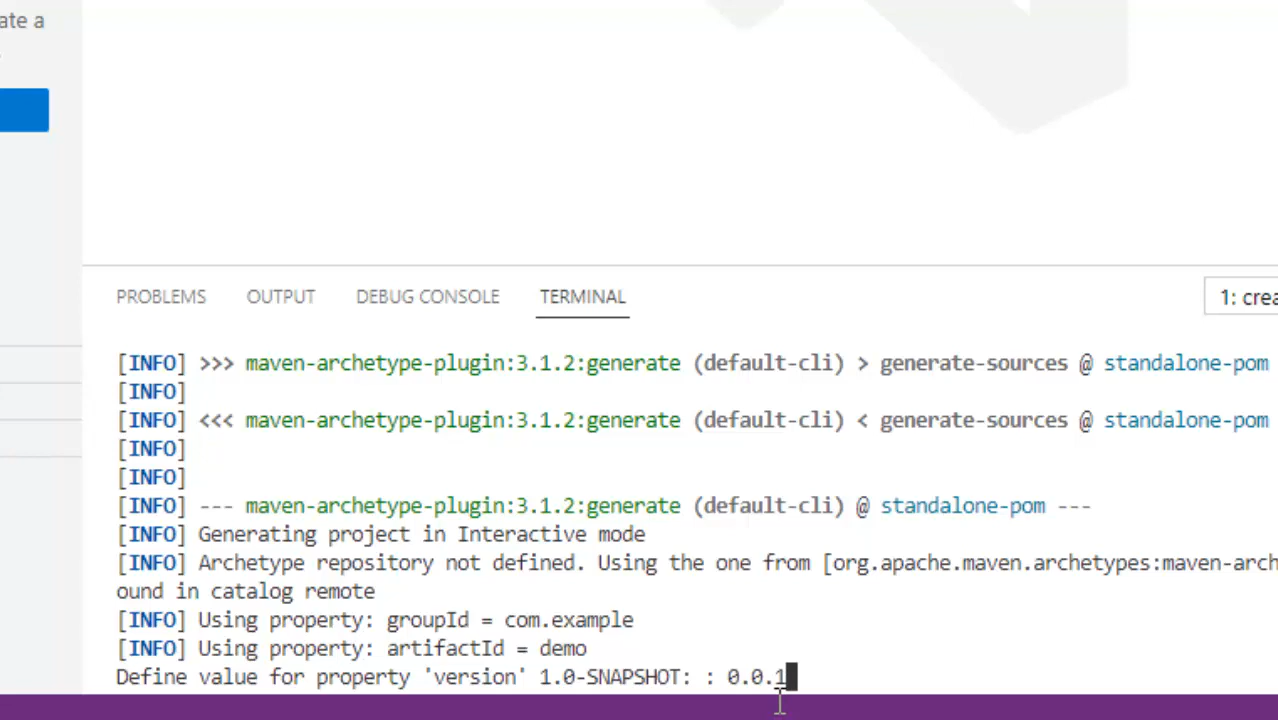 ate a
PROBLEMS OUTPUT DEBUG CONSOLE TERMINAL 1: crea
[INFO] >>> maven-archetype-plugin:3.1.2:generate (default-cli) > generate-sources @ standalone-pom
[INFO]
[INFO] <<< maven-archetype-plugin:3.1.2:generate (default-cli) < generate-sources @ standalone-pom
[INFO]
[INFO]
[INFO] --- maven-archetype-plugin:3.1.2:generate (default-cli) @ standalone-pom ---
[INFO] Generating project in Interactive mode
[INFO] Archetype repository not defined. Using the one from [org.apache.maven.archetypes:maven-arch
ound in catalog remote
[INFO] Using property: groupId = com.example
[INFO] Using property: artifactId = demo
Define value for property 'version' 1.0-SNAPSHOT: : 0.0.1